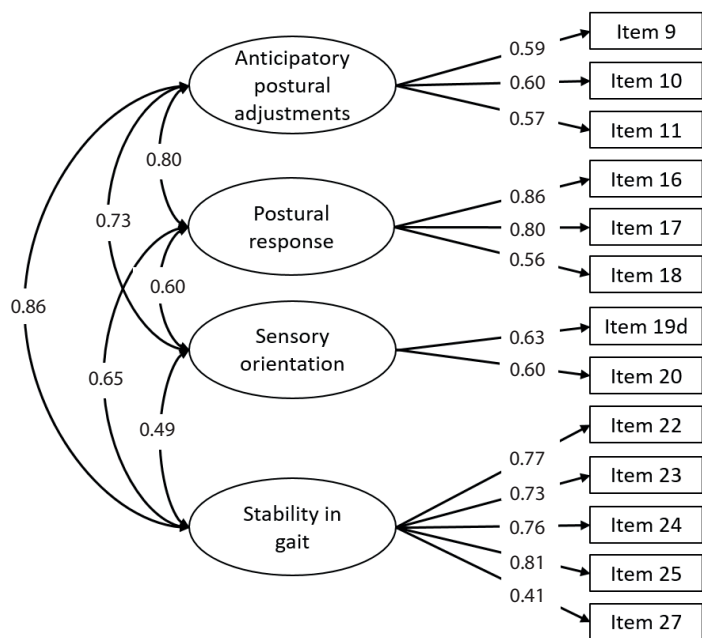 Anticipatory
postural
adjustments
0.59
Item 9
0.60
Item 10
0.57
Item 11
0.80
0.73
0.86
Postural
response
0.86
Item 16
0.80
Item 17
0.56
Item 18
0.60
0.65
Sensory
orientation
0.63
Item 19d
0.60
Item 20
0.49
Stability in
gait
0.77
Item 22
0.73
Item 23
0.76
Item 24
0.81
Item 25
0.41
Item 27